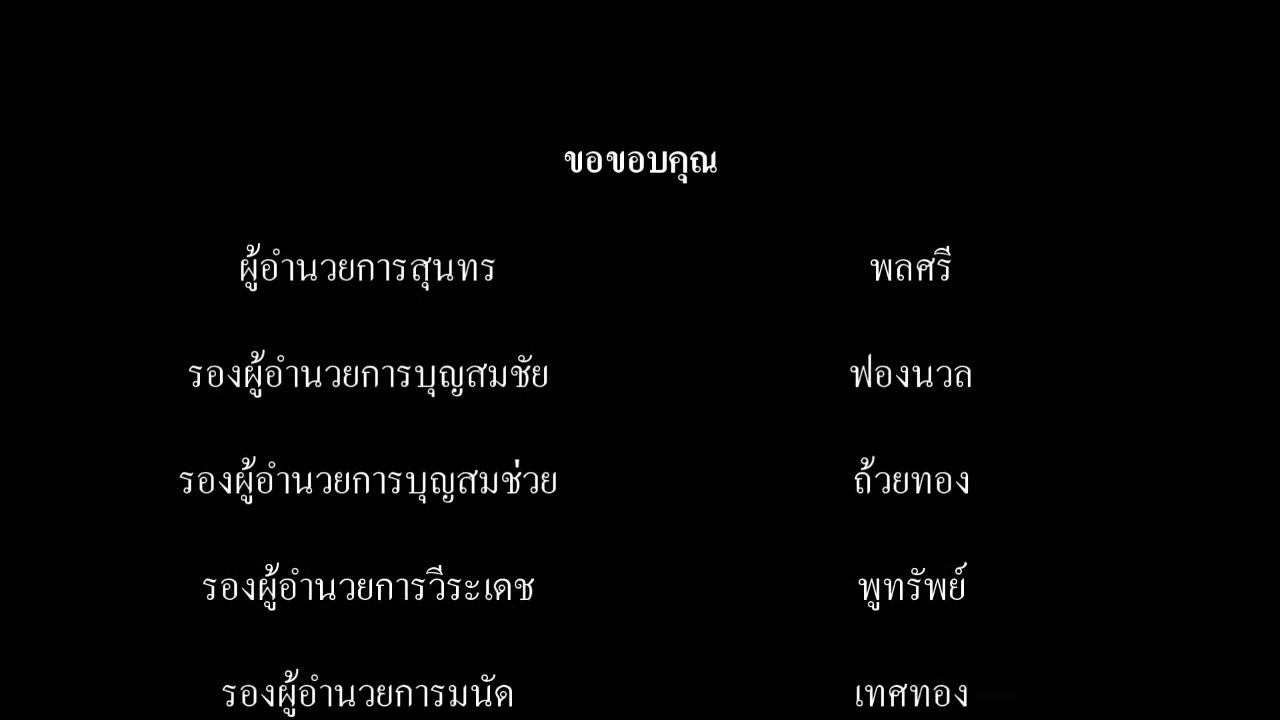 ขอขอบคุณ
ผู้อำนวยการสุนทร พลศรี
รองผู้อำนวยการบุญสมชัย ฟองนวล
รองผู้อำนวยการบุญสมช่วย ถ้วยทอง
รองผู้อำนวยการวีระเดช พูทรัพย์
รองผู้อำนวยการมนัด เทศทอง